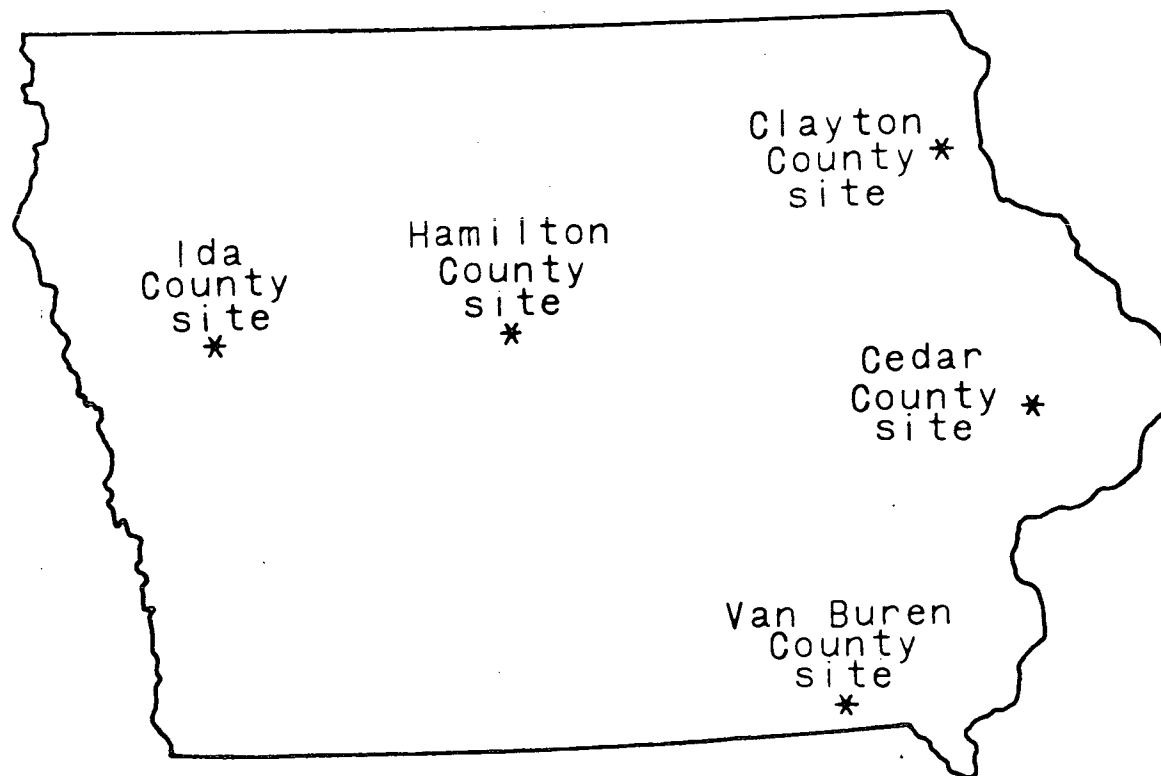 Clayton
County *
site
Ida
County
site
*
Hamilton
County
site
*
Cedar
County *
site
Van Buren
County
site
*